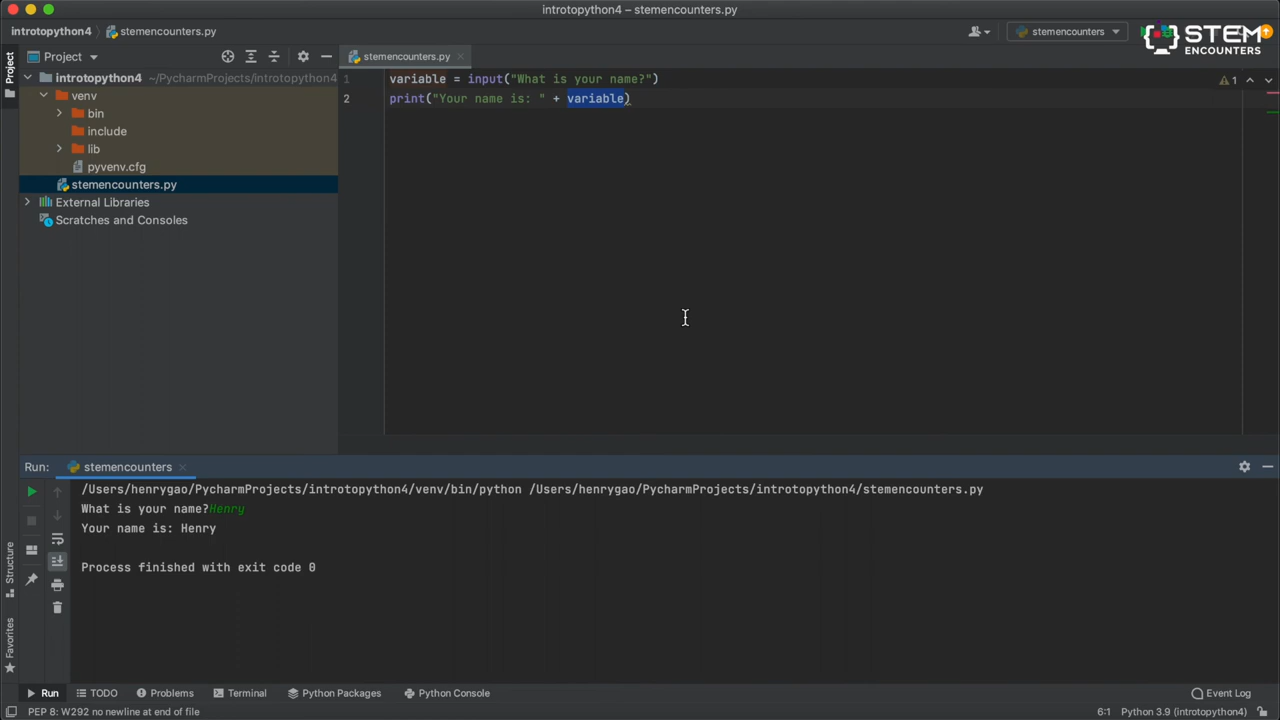 introtopython4 – stemencounters.py
introtopython4
stemencounters.py
stemencounters
STEM
ENCOUNTERS
Project
Project
stemencounters.py
introtopython4 ~/PycharmProjects/introtopython4
venv
bin
include
lib
pyvenv.cfg
stemencounters.py
External Libraries
Scratches and Consoles
1 variable = input("What is your name?")
2 print("Your name is: " + variable)
1
Run: stemencounters
/Users/henrygao/PycharmProjects/introtopython4/venv/bin/python /Users/henrygao/PycharmProjects/introtopython4/stemencounters.py
What is your name?Henry
Your name is: Henry
Process finished with exit code 0
Structure
Favorites
Run TODO Problems Terminal Python Packages Python Console Event Log
PEP 8: W292 no newline at end of file
6:1 Python 3.9 (introtopython4)